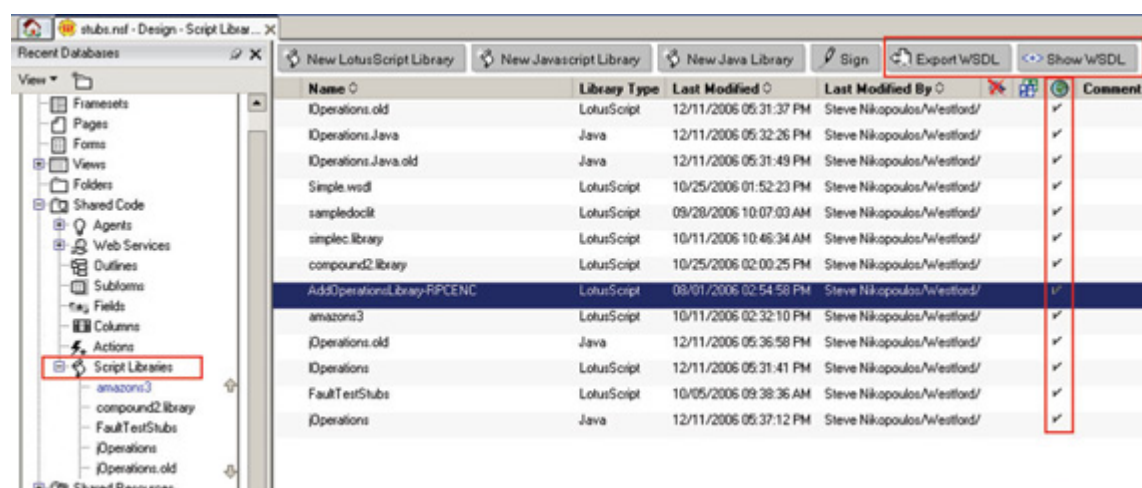 stubs.nsf - Design - Script Librar...
Recent Databases
View
Framesets
Pages
Forms
Views
Folders
Shared Code
Agents
Web Services
Outlines
Subforms
Fields
Columns
Actions
Script Libraries
amazons3
compound2.library
FaultTestStubs
jOperations
jOperations.old
Shared Resources
New LotusScript Library New Javascript Library New Java Library Sign Export WSDL Show WSDL
Name Library Type Last Modified Last Modified By Comment
lOperations.old LotusScript 12/11/2006 05:31:37 PM Steve Nikopoulos/Westford/
lOperations.Java Java 12/11/2006 05:32:26 PM Steve Nikopoulos/Westford/
lOperations.Java.old Java 12/11/2006 05:31:49 PM Steve Nikopoulos/Westford/
Simple.wsdl LotusScript 10/25/2006 01:52:23 PM Steve Nikopoulos/Westford/
sampledoclit LotusScript 09/28/2006 10:07:03 AM Steve Nikopoulos/Westford/
simplec.library LotusScript 10/11/2006 10:46:34 AM Steve Nikopoulos/Westford/
compound2.library LotusScript 10/25/2006 02:00:25 PM Steve Nikopoulos/Westford/
AddOperationsLibrary-RPCENC LotusScript 08/01/2006 02:54:58 PM Steve Nikopoulos/Westford/
amazons3 LotusScript 10/11/2006 02:32:10 PM Steve Nikopoulos/Westford/
jOperations.old Java 12/11/2006 05:36:58 PM Steve Nikopoulos/Westford/
lOperations LotusScript 12/11/2006 05:31:41 PM Steve Nikopoulos/Westford/
FaultTestStubs LotusScript 10/05/2006 09:38:36 AM Steve Nikopoulos/Westford/
jOperations Java 12/11/2006 05:37:12 PM Steve Nikopoulos/Westford/